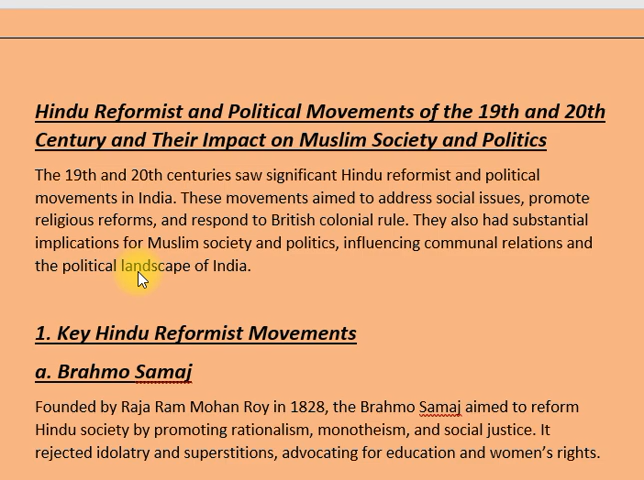 Hindu Reformist and Political Movements of the 19th and 20th
Century and Their Impact on Muslim Society and Politics
The 19th and 20th centuries saw significant Hindu reformist and political
movements in India. These movements aimed to address social issues, promote
religious reforms, and respond to British colonial rule. They also had substantial
implications for Muslim society and politics, influencing communal relations and
the political landscape of India.
1. Key Hindu Reformist Movements
a. Brahmo Samaj
Founded by Raja Ram Mohan Roy in 1828, the Brahmo Samaj aimed to reform
Hindu society by promoting rationalism, monotheism, and social justice. It
rejected idolatry and superstitions, advocating for education and women's rights.